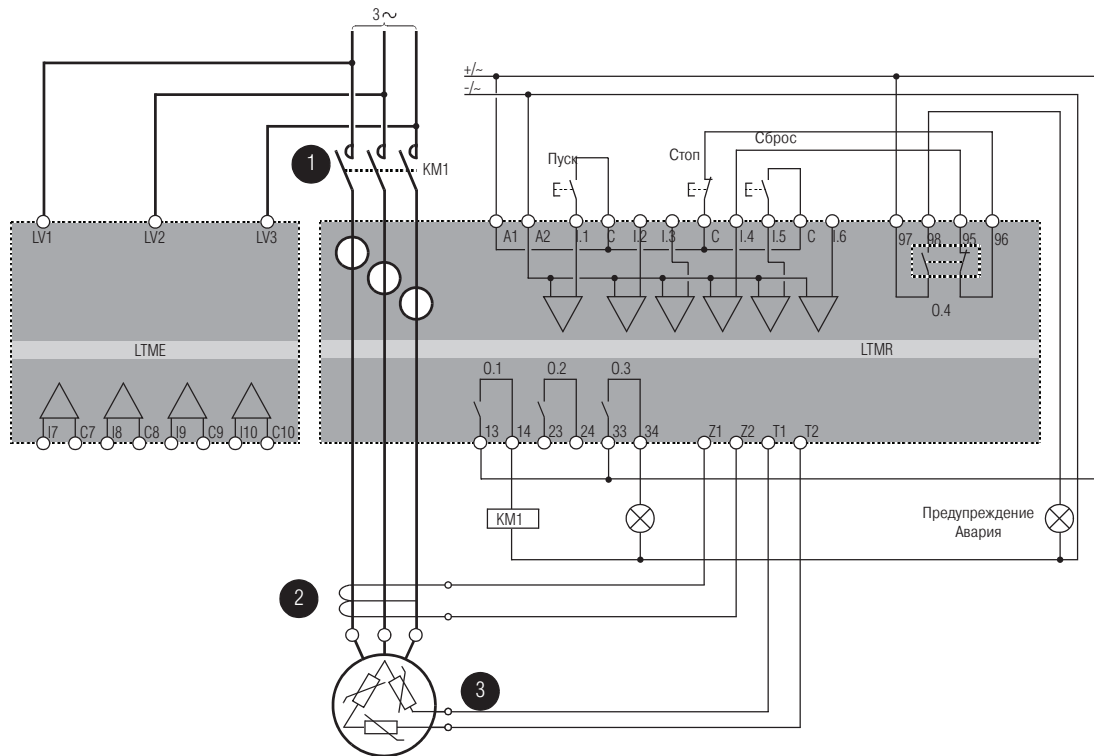 3~
+/~
-/~
Сброс
Пуск
Стоп
1
KM1
LV1 LV2 LV3
A1 A2 I.1 C I.2 I.3 C I.4 I.5 C I.6 97 98 95 96
O.4
LTME
LTMR
O.1 O.2 O.3
I7 C7 I8 C8 I9 C9 I10 C10
13 14 23 24 33 34 Z1 Z2 T1 T2
KM1
Предупреждение
Авария
2
3